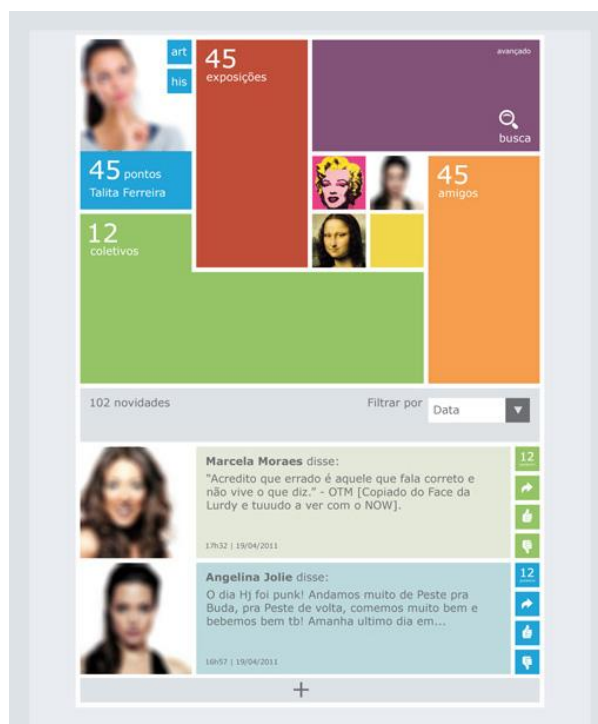 art
his
45
exposições
avançado
busca
45 pontos
Talita Ferreira
45
amigos
12
coletivos
102 novidades
Filtrar por
Data
Marcela Moraes disse:
"Acredito que errado é aquele que fala correto e
não vive o que diz." - OTM [Copiado do Face da
Lurdy e tuuudo a ver com o NOW].
17h32 | 19/04/2011
12
Angelina Jolie disse:
O dia Hj foi punk! Andamos muito de Peste pra
Buda, pra Peste de volta, comemos muito bem e
bebemos bem tb! Amanha ultimo dia em...
16h57 | 19/04/2011
12
+